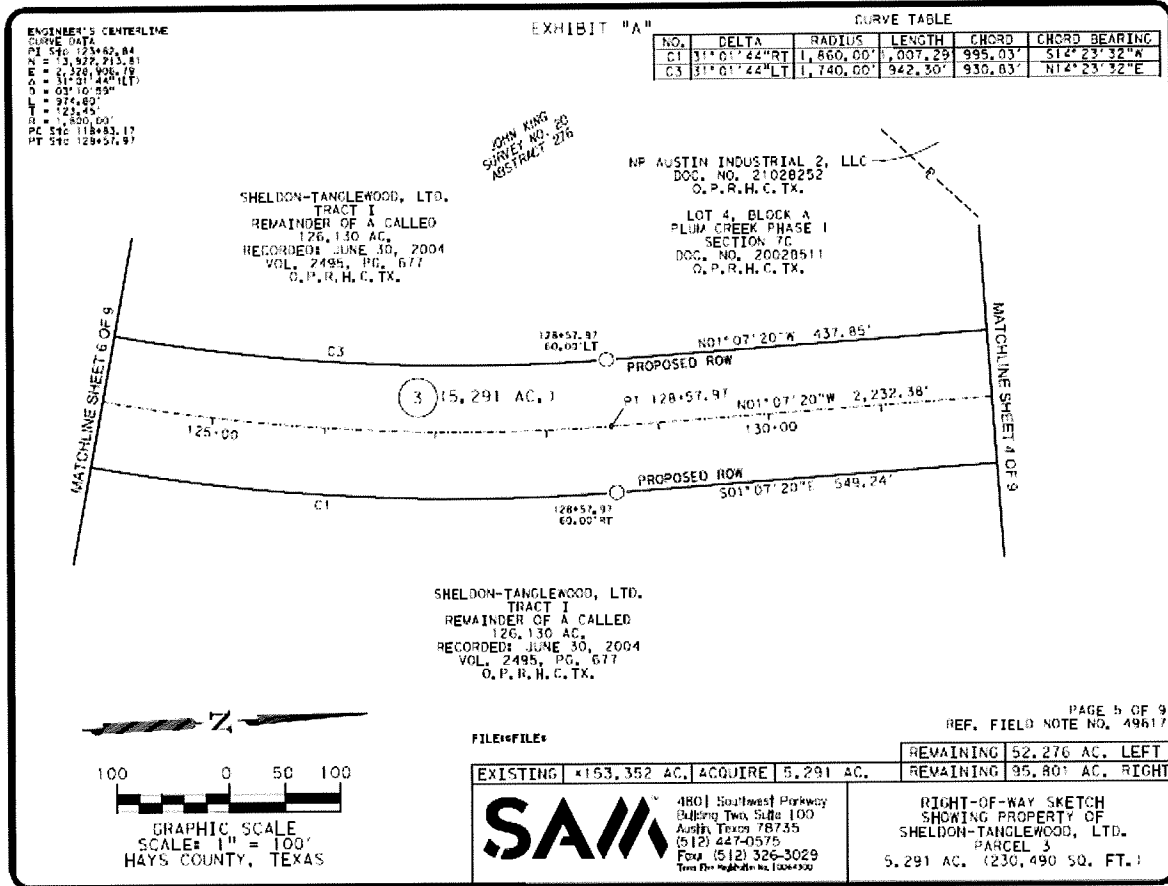 ENGINEER'S CENTERLINE
CURVE DATA
PI Sta 123+62.84
N = 13,922,213.81
E = 2,328,906.79
Δ = 31°01'44"(LT)
D = 03°10'59"
L = 974.80'
R = 1,800.00'
PC Sta 118+83.17
PT Sta 128+57.97
EXHIBIT "A"
CURVE TABLE
NO. DELTA RADIUS LENGTH CHORD CHORD BEARING
C1 31°01'44"RT 1,860.00' 1,007.29 995.03' S14°23'32"W
C3 31°01'44"LT 1,740.00' 942.30' 930.83' N14°23'32"E
JOHN KING
SURVEY NO. 20
ABSTRACT 276
NP AUSTIN INDUSTRIAL 2, LLC
DOC. NO. 21028252
O.P.R.H.C.TX.
LOT 4, BLOCK A
PLUM CREEK PHASE I
SECTION 7C
DOC. NO. 20020511
O.P.R.H.C.TX.
SHELDON-TANGLEWOOD, LTD.
TRACT I
REMAINDER OF A CALLED
126.130 AC.
RECORDED: JUNE 30, 2004
VOL. 2495, PG. 677
O.P.R.H.C.TX.
MATCHLINE SHEET 6 OF 9
MATCHLINE SHEET 4 OF 9
C3
128+57.97
60.00'LT
N01°07'20"W 437.85'
PROPOSED ROW
3 (5.291 AC.)
PT 128+57.97
N01°07'20"W 2,232.38'
125+00
130+00
C1
PROPOSED ROW
S01°07'20"E 549.24'
128+57.97
60.00'RT
SHELDON-TANGLEWOOD, LTD.
TRACT I
REMAINDER OF A CALLED
126.130 AC.
RECORDED: JUNE 30, 2004
VOL. 2495, PG. 677
O.P.R.H.C.TX.
Z
100 0 50 100
GRAPHIC SCALE
SCALE: 1" = 100'
HAYS COUNTY, TEXAS
PAGE 5 OF 9
REF. FIELD NOTE NO. 49617
FILE:$FILE$
REMAINING 52.276 AC. LEFT
EXISTING *153.352 AC. ACQUIRE 5.291 AC. REMAINING 95.801 AC. RIGHT
SAM
4801 Southwest Parkway
Building Two, Suite 100
Austin, Texas 78735
(512) 447-0575
Fax: (512) 326-3029
RIGHT-OF-WAY SKETCH
SHOWING PROPERTY OF
SHELDON-TANGLEWOOD, LTD.
PARCEL 3
5.291 AC. (230,490 SQ. FT.)